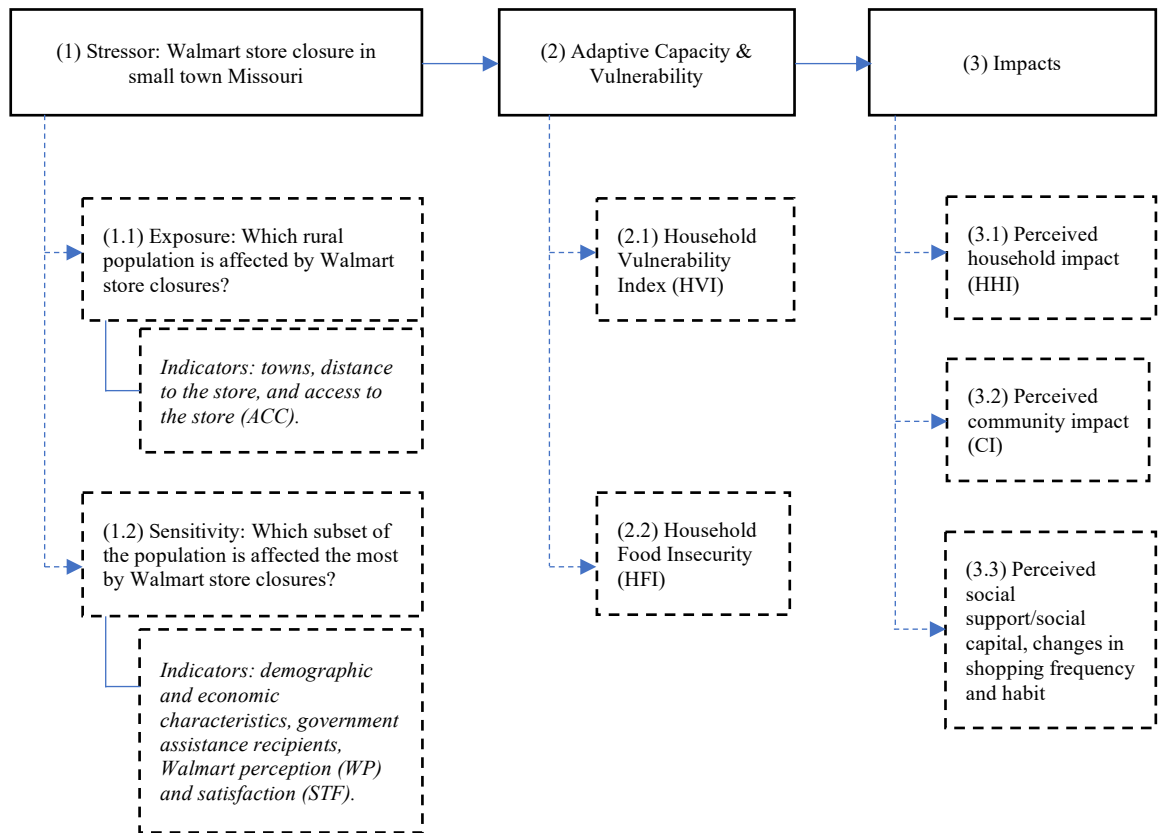 (1) Stressor: Walmart store closure in
small town Missouri
(2) Adaptive Capacity &
Vulnerability
(3) Impacts
(1.1) Exposure: Which rural
population is affected by Walmart
store closures?
Indicators: towns, distance
to the store, and access to
the store (ACC).
(1.2) Sensitivity: Which subset of
the population is affected the most
by Walmart store closures?
Indicators: demographic
and economic
characteristics, government
assistance recipients,
Walmart perception (WP)
and satisfaction (STF).
(2.1) Household
Vulnerability
Index (HVI)
(2.2) Household
Food Insecurity
(HFI)
(3.1) Perceived
household impact
(HHI)
(3.2) Perceived
community impact
(CI)
(3.3) Perceived
social
support/social
capital, changes in
shopping frequency
and habit